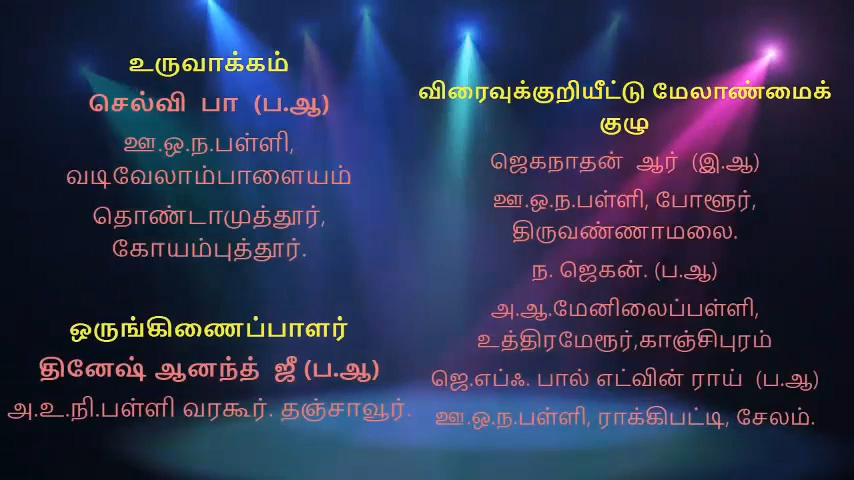 உருவாக்கம்
செல்வி பா (ப.ஆ)
ஊ.ஒ.ந.பள்ளி,
வடிவேலாம்பாளையம்
தொண்டாமுத்தூர்,
கோயம்புத்தூர்.
ஒருங்கிணைப்பாளர்
தினேஷ் ஆனந்த் ஜீ (ப.ஆ)
அ.உ.நி.பள்ளி வரகூர். தஞ்சாவூர்.
விரைவுக்குறியீட்டு மேலாண்மைக்
குழு
ஜெகநாதன் ஆர் (இ.ஆ)
ஊ.ஒ.ந.பள்ளி, போளூர்,
திருவண்ணாமலை.
ந. ஜெகன். (ப.ஆ)
அ.ஆ.மேனிலைப்பள்ளி,
உத்திரமேரூர்,காஞ்சிபுரம்
ஜெ.எப்ஃ. பால் எட்வின் ராய் (ப.ஆ)
ஊ.ஒ.ந.பள்ளி, ராக்கிபட்டி, சேலம்.